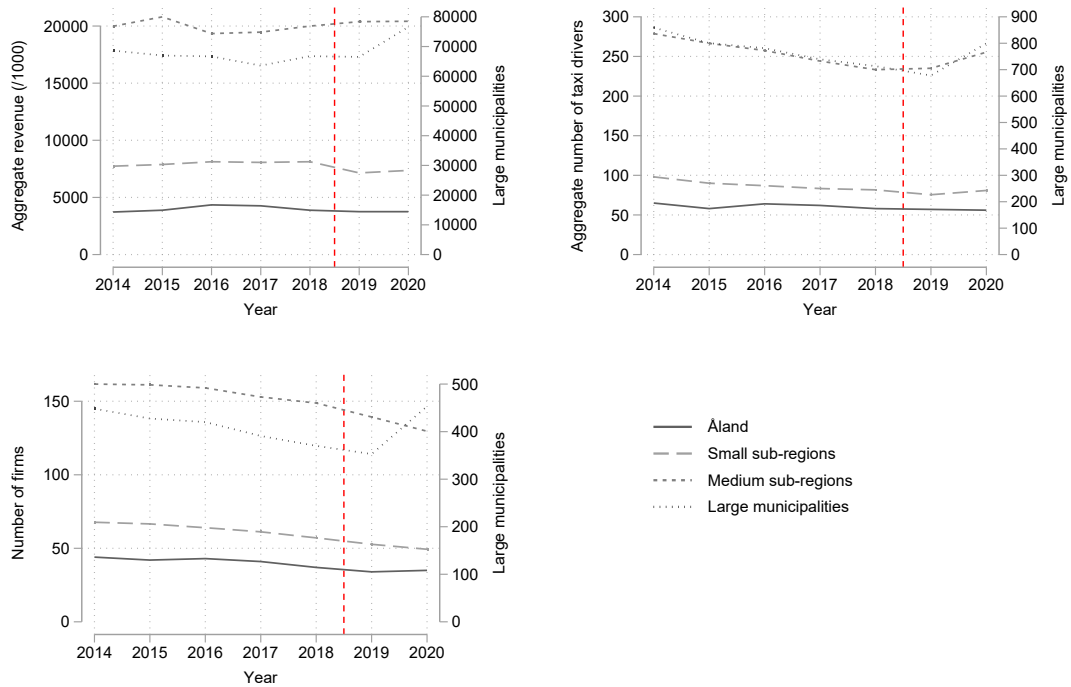 Aggregate revenue (/1000)
20000
15000
10000
5000
0
80000
70000
60000
50000
40000
30000
20000
10000
0
Large municipalities
2014 2015 2016 2017 2018 2019 2020
Year
Aggregate number of taxi drivers
300
250
200
150
100
50
0
900
800
700
600
500
400
300
200
100
0
Large municipalities
2014 2015 2016 2017 2018 2019 2020
Year
Number of firms
150
100
50
0
500
400
300
200
100
0
Large municipalities
2014 2015 2016 2017 2018 2019 2020
Year
Åland
Small sub-regions
Medium sub-regions
Large municipalities